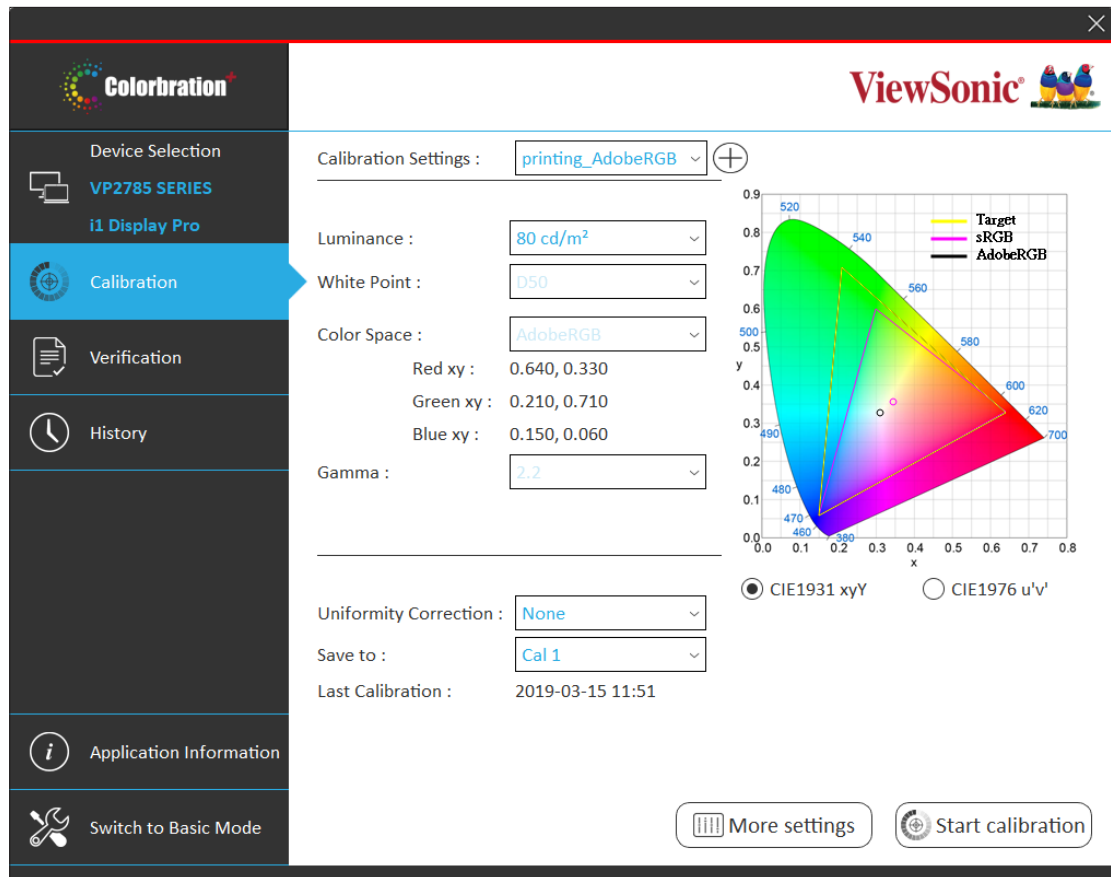 Colorbration+
ViewSonic®
Device Selection
VP2785 SERIES
i1 Display Pro
Calibration
Verification
History
Application Information
Switch to Basic Mode
Calibration Settings : printing_AdobeRGB
Luminance : 80 cd/m²
White Point : D50
Color Space : AdobeRGB
Red xy : 0.640, 0.330
Green xy : 0.210, 0.710
Blue xy : 0.150, 0.060
Gamma : 2.2
Uniformity Correction : None
Save to : Cal 1
Last Calibration : 2019-03-15 11:51
Target
sRGB
AdobeRGB
0.9
0.8
0.7
0.6
0.5
y
0.4
0.3
0.2
0.1
0.0
520
540
560
580
600
620
700
500
490
480
470
460
380
0.0 0.1 0.2 0.3 0.4 0.5 0.6 0.7 0.8
x
CIE1931 xyY CIE1976 u'v'
More settings Start calibration